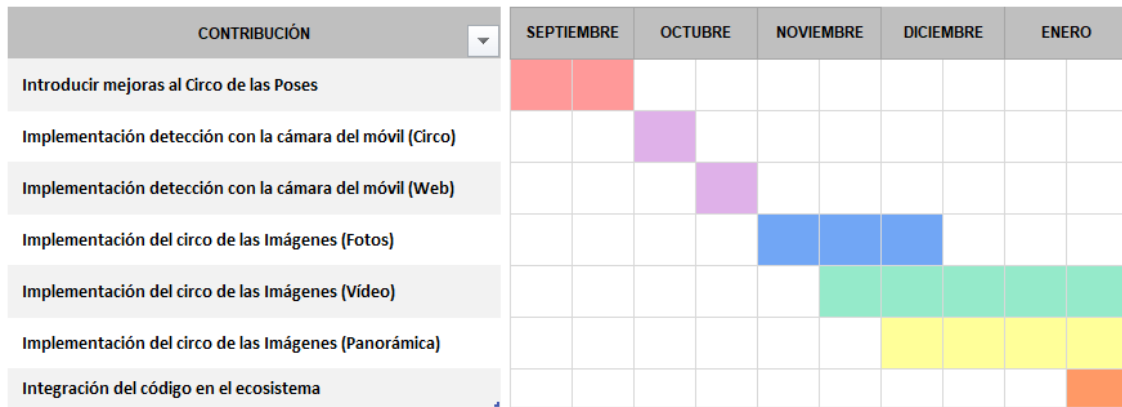 CONTRIBUCIÓN SEPTIEMBRE OCTUBRE NOVIEMBRE DICIEMBRE ENERO
Introducir mejoras al Circo de las Poses
Implementación detección con la cámara del móvil (Circo)
Implementación detección con la cámara del móvil (Web)
Implementación del circo de las Imágenes (Fotos)
Implementación del circo de las Imágenes (Vídeo)
Implementación del circo de las Imágenes (Panorámica)
Integración del código en el ecosistema